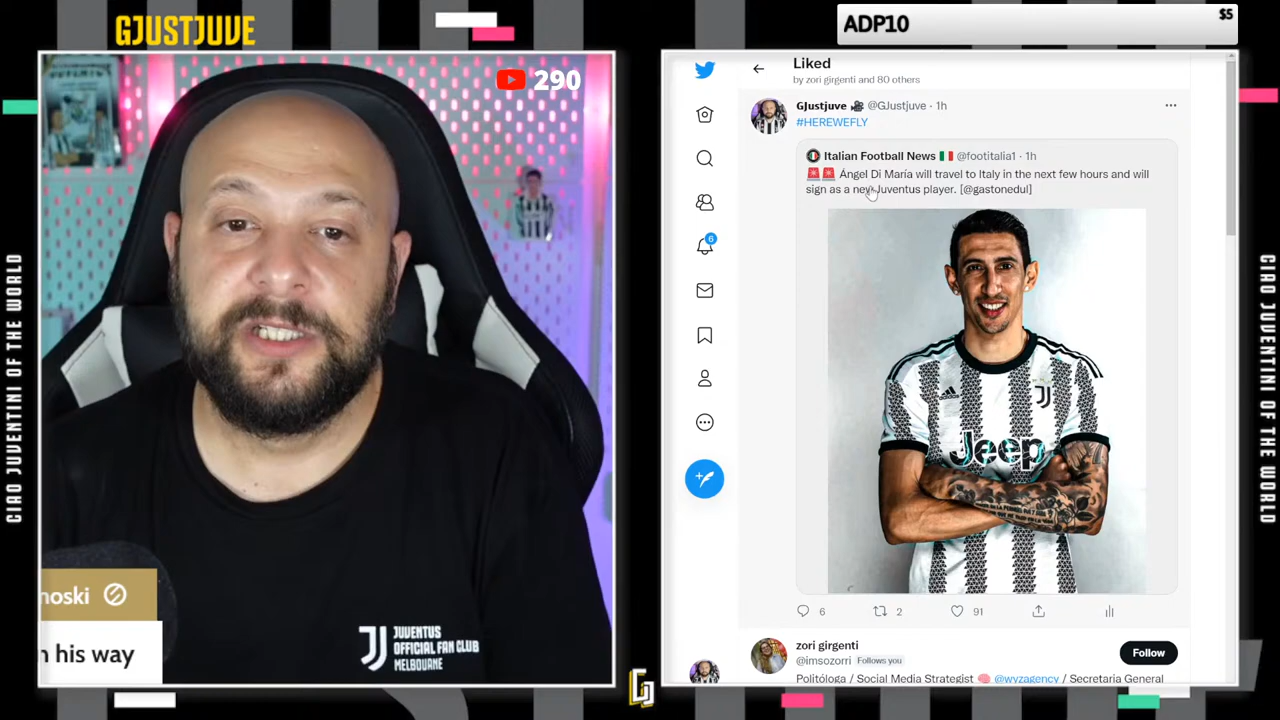 GJUSTJUVE
ADP10
$5
290
Liked
by zori girgenti and 80 others
GJustjuve 🎥 @GJustjuve · 1h
#HEREWEFLY
Italian Football News 🇮🇹 @footitalia1 · 1h
🚨🚨 Ángel Di María will travel to Italy in the next few hours and will
sign as a new Juventus player. [@gastonedul]
6
Jeep
6
2
91
zori girgenti
@imsozorri
Follows you
Follow
Politóloga / Social Media Strategist 🧠 @wyzagency / Secretaria General
CIAO JUVENTINI OF THE WORLD
CIAO JUVENTINI OF THE WORLD
noski
n his way
JUVENTUS
OFFICIAL FAN CLUB
MELBOURNE